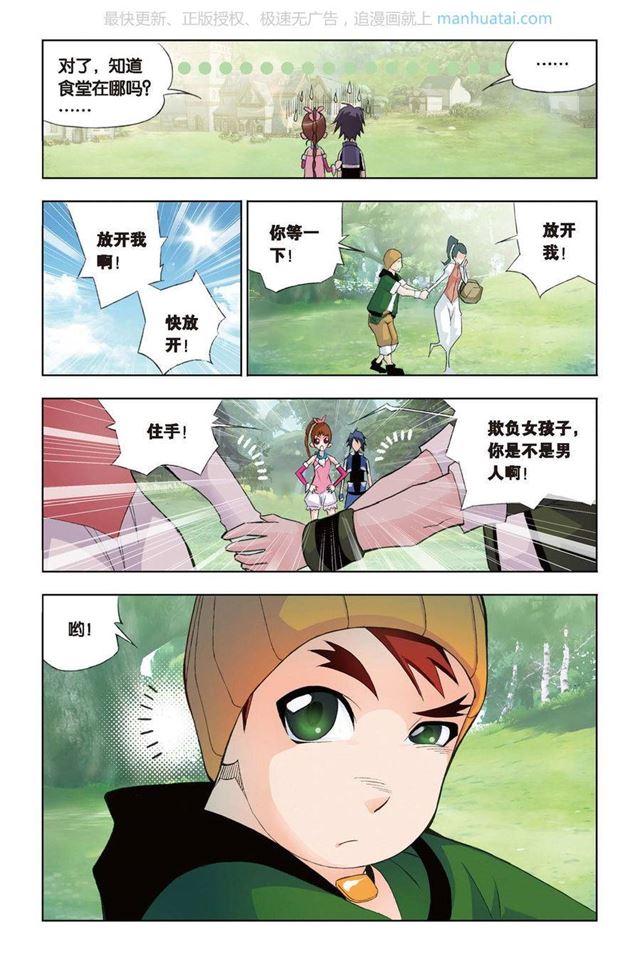 最快更新、正版授权、极速无广告，追漫画就上 manhuatai.com
对了，知道
食堂在哪吗？
……
……
放开我
啊！
快放
开！
你等一
下！
放开
我！
住手！
欺负女孩子，
你是不是男
人啊！
哟！